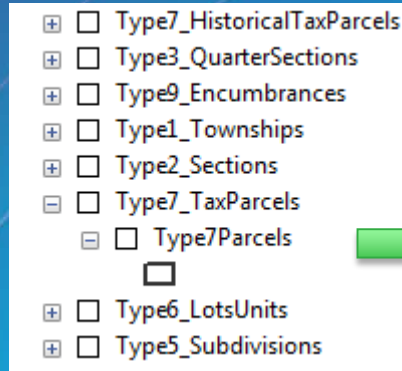 Type7_HistoricalTaxParcels
Type3_QuarterSections
Type9_Encumbrances
Type1_Townships
Type2_Sections
Type7_TaxParcels
Type7Parcels
Type6_LotsUnits
Type5_Subdivisions